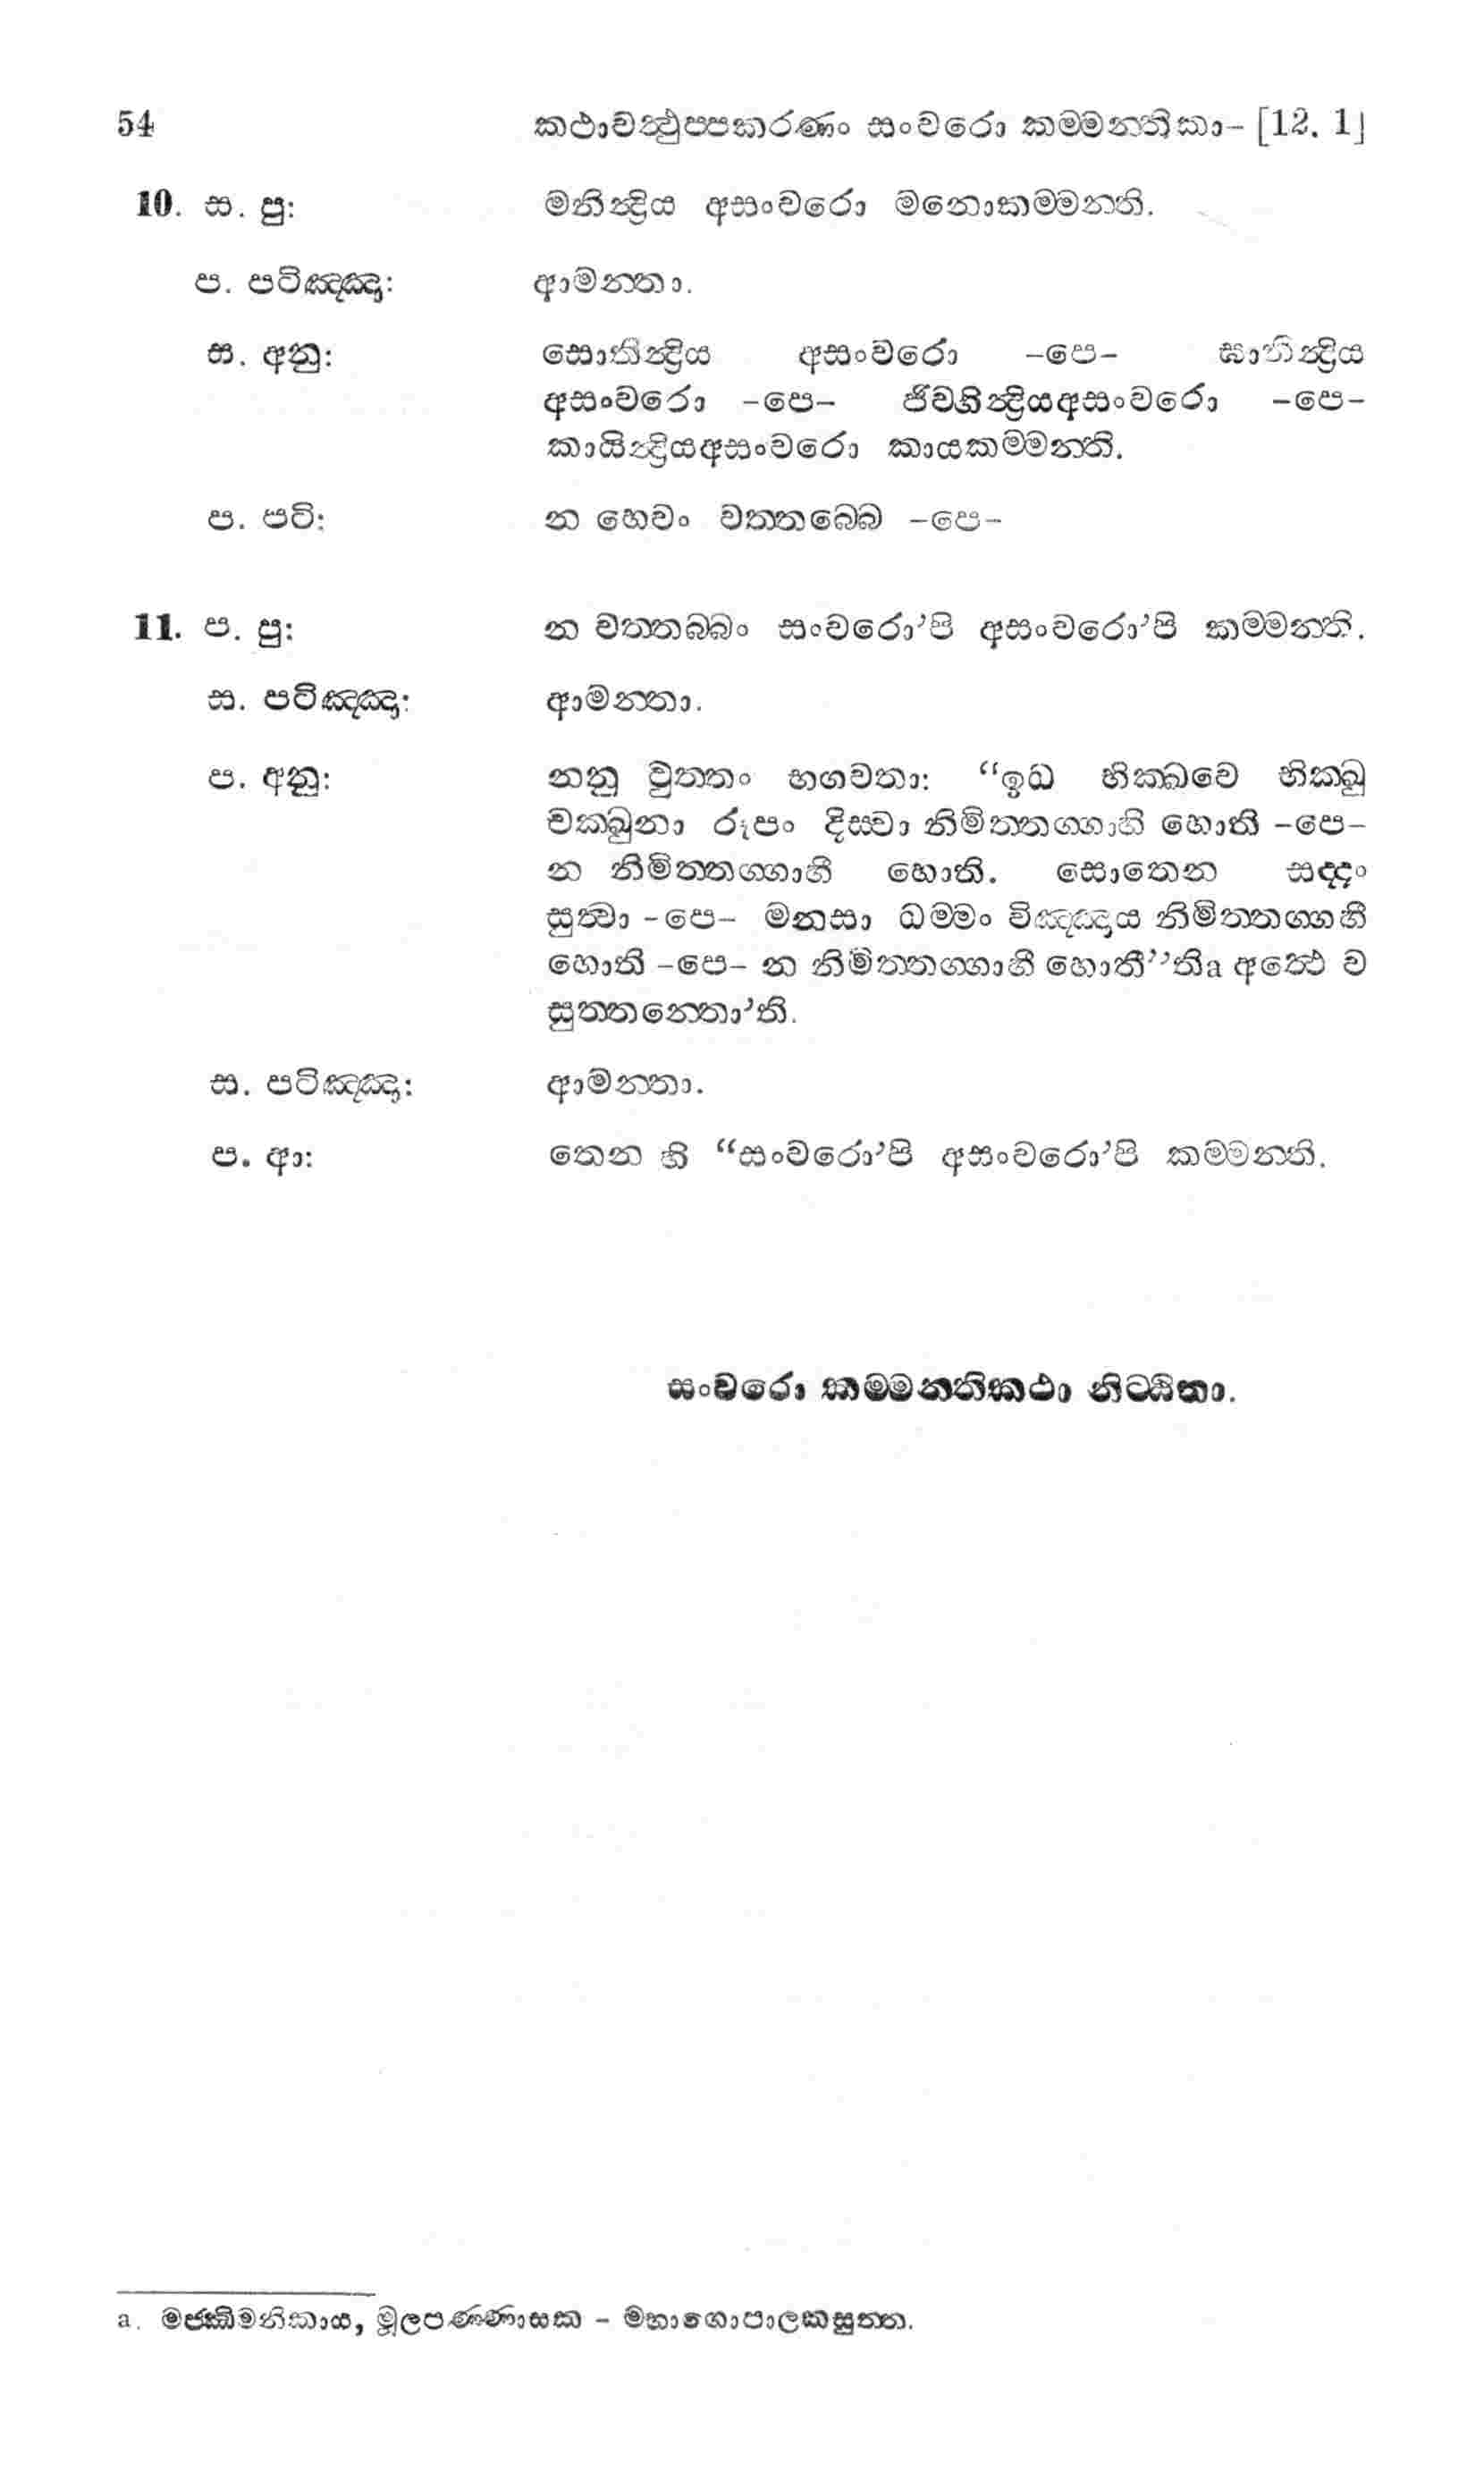 54 කථාවත්ථුප්පකරණං සංවරො කම්මන්තිකා- [12. 1]
10. ස. පු: මනින්ද්‍රිය අසංවරො මනොකම්මන්ති.
ප. පටිඤ්ඤා: ආමන්තා.
ස. අනු: සොතින්ද්‍රිය අසංවරො -පෙ- ඝානින්ද්‍රිය
අසංවරො -පෙ- ජිව්හින්ද්‍රියඅසංවරො -පෙ-
කායින්ද්‍රියඅසංවරො කායකම්මන්ති.
ප. පටි: න හෙවං වත්තබ්බෙ -පෙ-
11. ප. පු: න වත්තබ්බං සංවරො’පි අසංවරො’පි කම්මන්ති.
ස. පටිඤ්ඤා: ආමන්තා.
ප. අනු: නනු වුත්තං භගවතා: “ඉධ භික්ඛවෙ භික්ඛු
චක්ඛුනා රූපං දිස්වා නිමිත්තග්ගාහි හොති -පෙ-
න නිමිත්තග්ගාහී හොති. සොතෙන සද්දං
සුත්වා -පෙ- මනසා ධම්මං විඤ්ඤාය නිමිත්තග්ගහී
හොති -පෙ- න නිමිත්තග්ගාහී හොතී”තිa අත්ථෙ ව
සුත්තන්තො’ති.
ස. පටිඤ්ඤා: ආමන්තා.
ප. ආ: තෙන හි “සංවරො’පි අසංවරො’පි කම්මන්ති.
සංවරො කම්මන්තිකථා නිට්ඨිතා.
a. මජ්ඣිමනිකාය, මූලපණ්ණාසක - මහාගොපාලකසුත්ත.